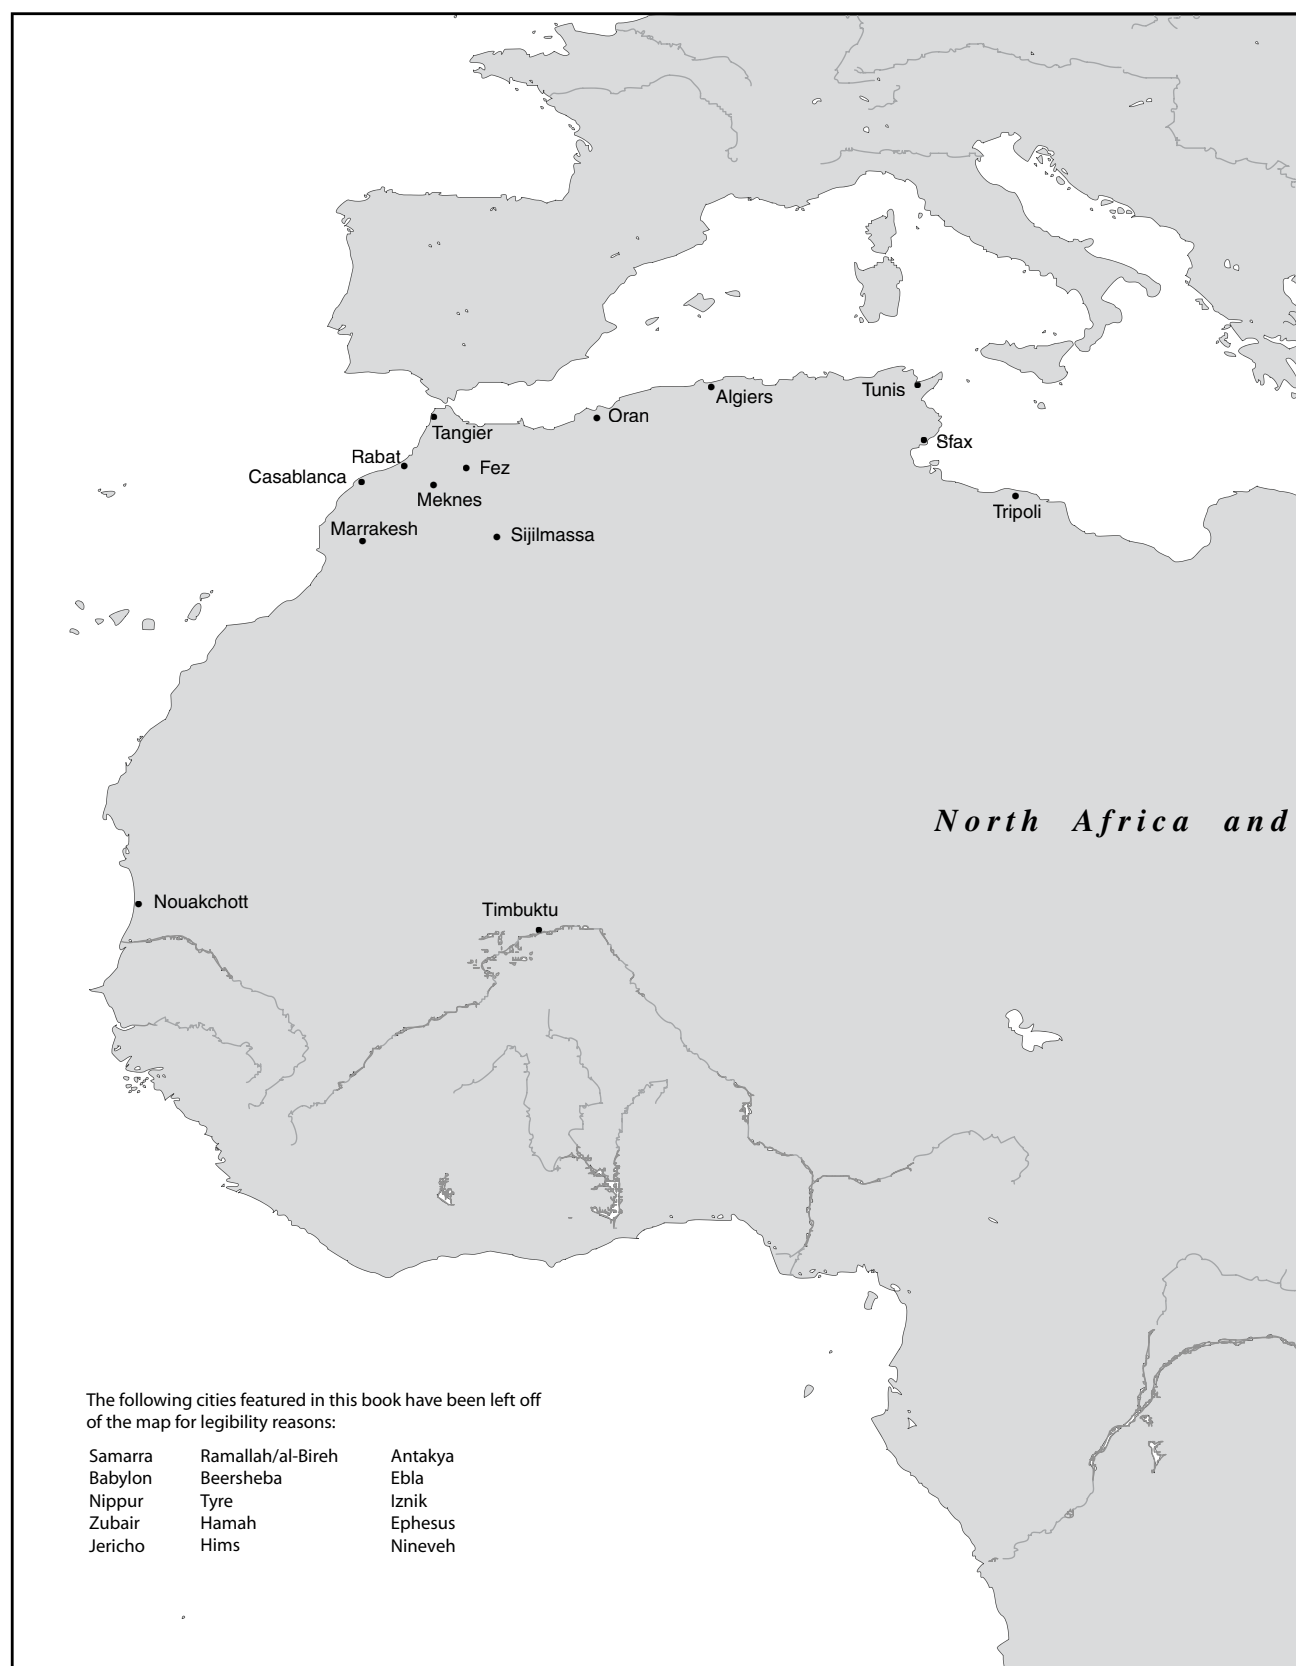 Tunis
Algiers
Oran
Tangier
Sfax
Rabat
Fez
Casablanca
Meknes
Tripoli
Marrakesh
Sijilmassa
North Africa and
Nouakchott
Timbuktu
The following cities featured in this book have been left off
of the map for legibility reasons:
Samarra Ramallah/al-Bireh Antakya
Babylon Beersheba Ebla
Nippur Tyre Iznik
Zubair Hamah Ephesus
Jericho Hims Nineveh